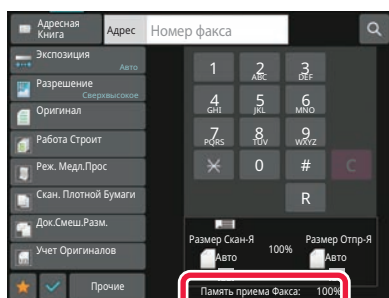 Адресная
Книга
Адрес
Номер факса
Экспозиция
Авто
Разрешение
Сверхвысокое
Оригинал
Работа Строит
Реж. Медл.Прос
Скан. Плотной Бумаги
Док.Смеш.Разм.
Учет Оригиналов
Прочие
1
2
ABC
3
DEF
4
GHI
5
JKL
6
MNO
7
PQRS
8
TUV
9
WXYZ
0
#
C
R
Размер Скан-Я
Авто
100%
Размер Отпр-Я
Авто
Память приема Факса: 100%